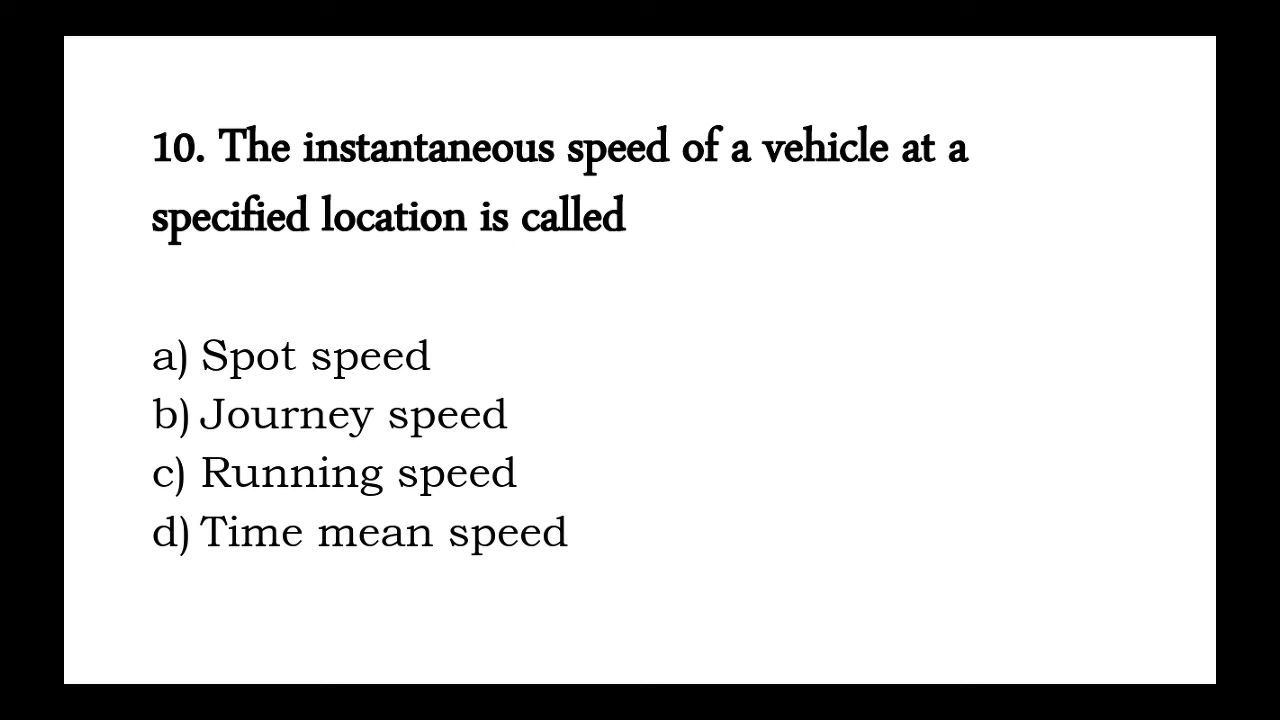 10. The instantaneous speed of a vehicle at a
specified location is called
a) Spot speed
b) Journey speed
c) Running speed
d) Time mean speed